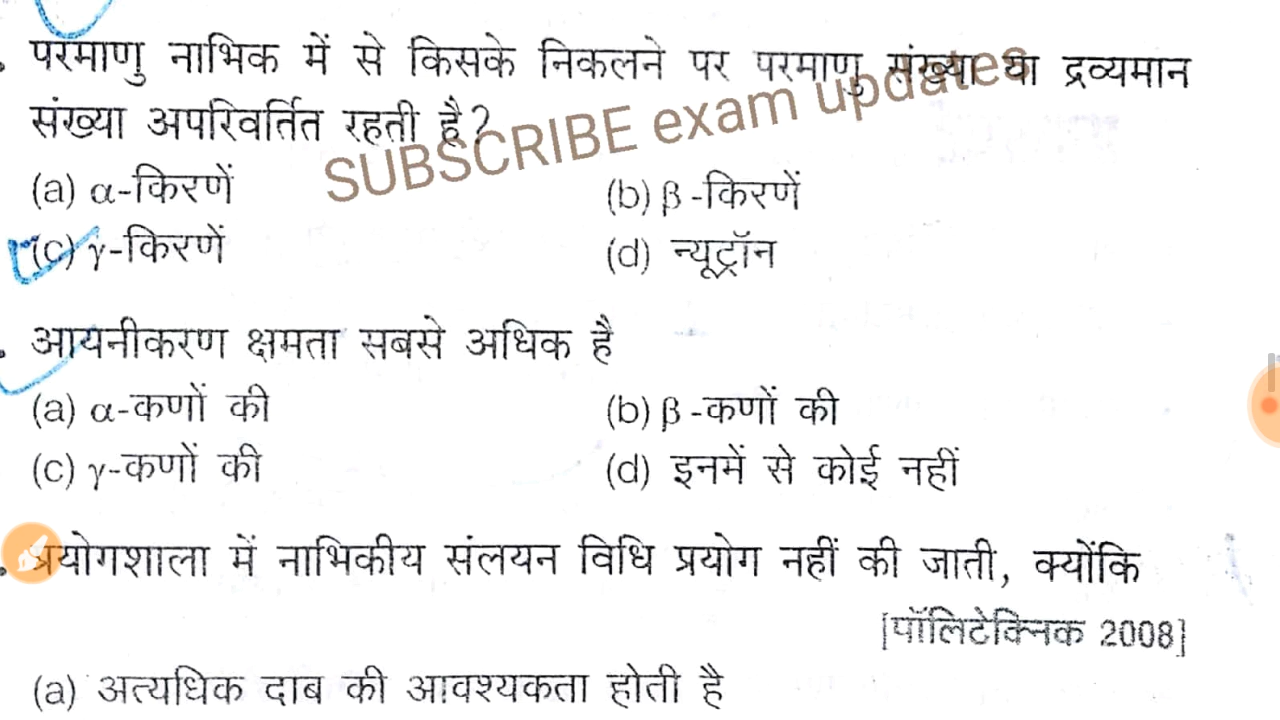 परमाणु नाभिक में से किसके निकलने पर परमाणु संख्या या द्रव्यमान
संख्या अपरिवर्तित रहती है?
SUBSCRIBE exam updates
(a) α-किरणें (b) β-किरणें
(c) γ-किरणें (d) न्यूट्रॉन
आयनीकरण क्षमता सबसे अधिक है
(a) α-कणों की (b) β-कणों की
(c) γ-कणों की (d) इनमें से कोई नहीं
प्रयोगशाला में नाभिकीय संलयन विधि प्रयोग नहीं की जाती, क्योंकि
[पॉलिटेक्निक 2008]
(a) अत्यधिक दाब की आवश्यकता होती है